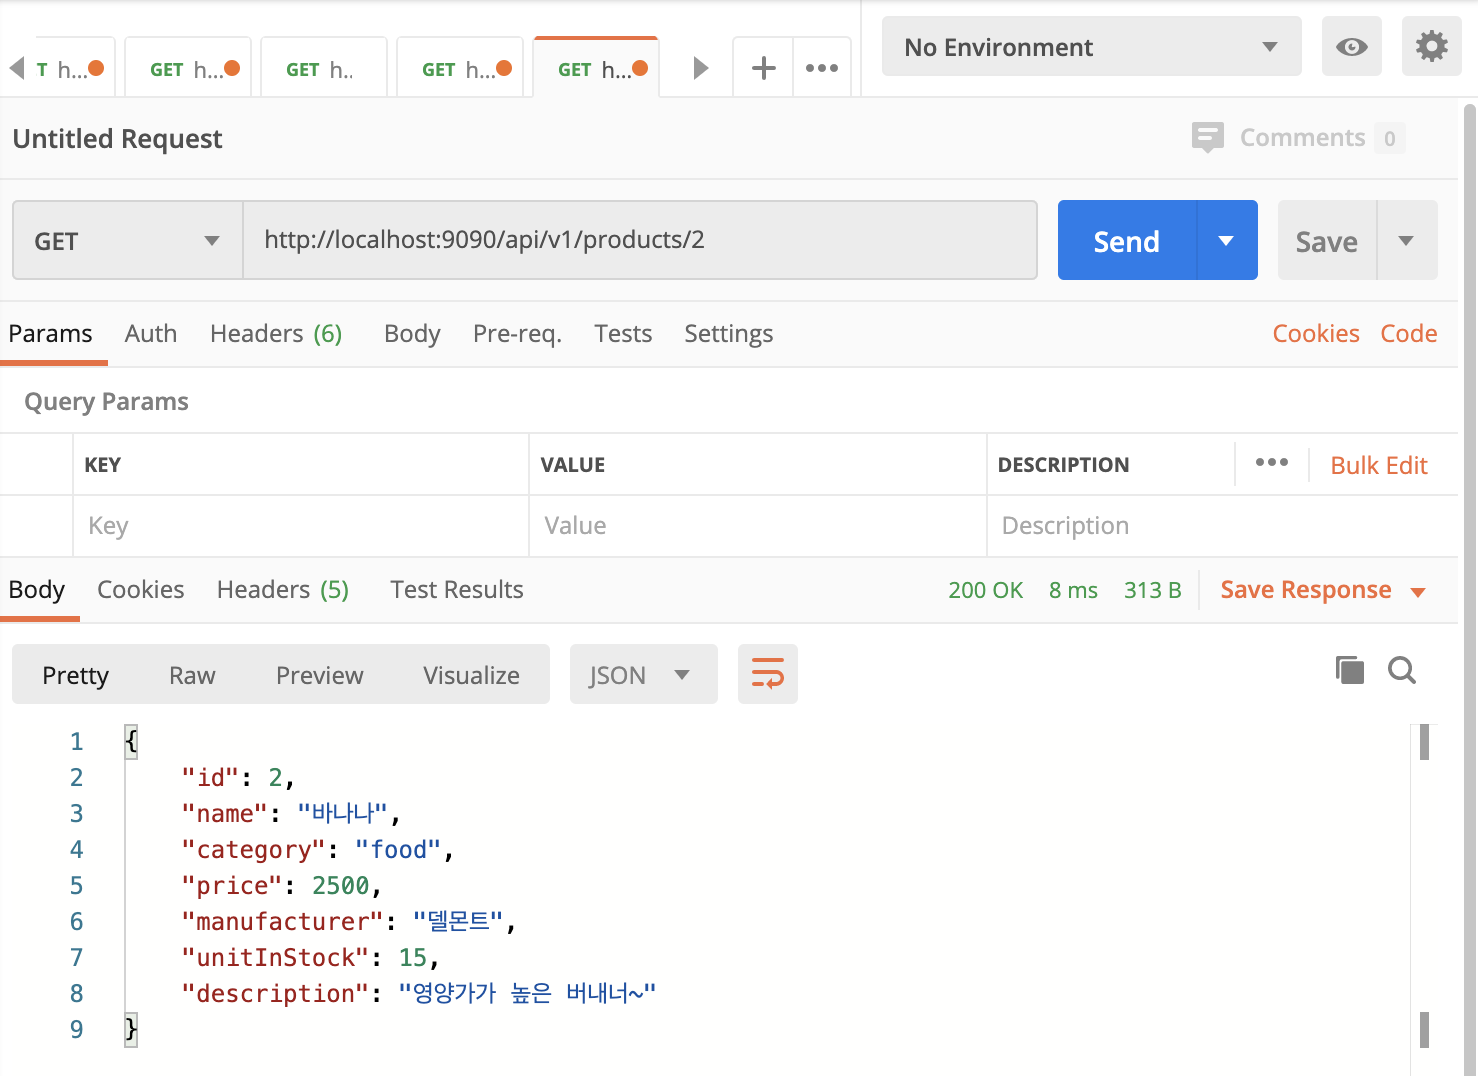 T h... GET h... GET h.. GET h... GET h... No Environment
Untitled Request Comments 0
GET http://localhost:9090/api/v1/products/2 Send Save
Params Auth Headers (6) Body Pre-req. Tests Settings Cookies Code
Query Params
KEY VALUE DESCRIPTION Bulk Edit
Key Value Description
Body Cookies Headers (5) Test Results 200 OK 8 ms 313 B Save Response
Pretty Raw Preview Visualize JSON
1 {
2 "id": 2,
3 "name": "바나나",
4 "category": "food",
5 "price": 2500,
6 "manufacturer": "델몬트",
7 "unitInStock": 15,
8 "description": "영양가가 높은 버내너~"
9 }